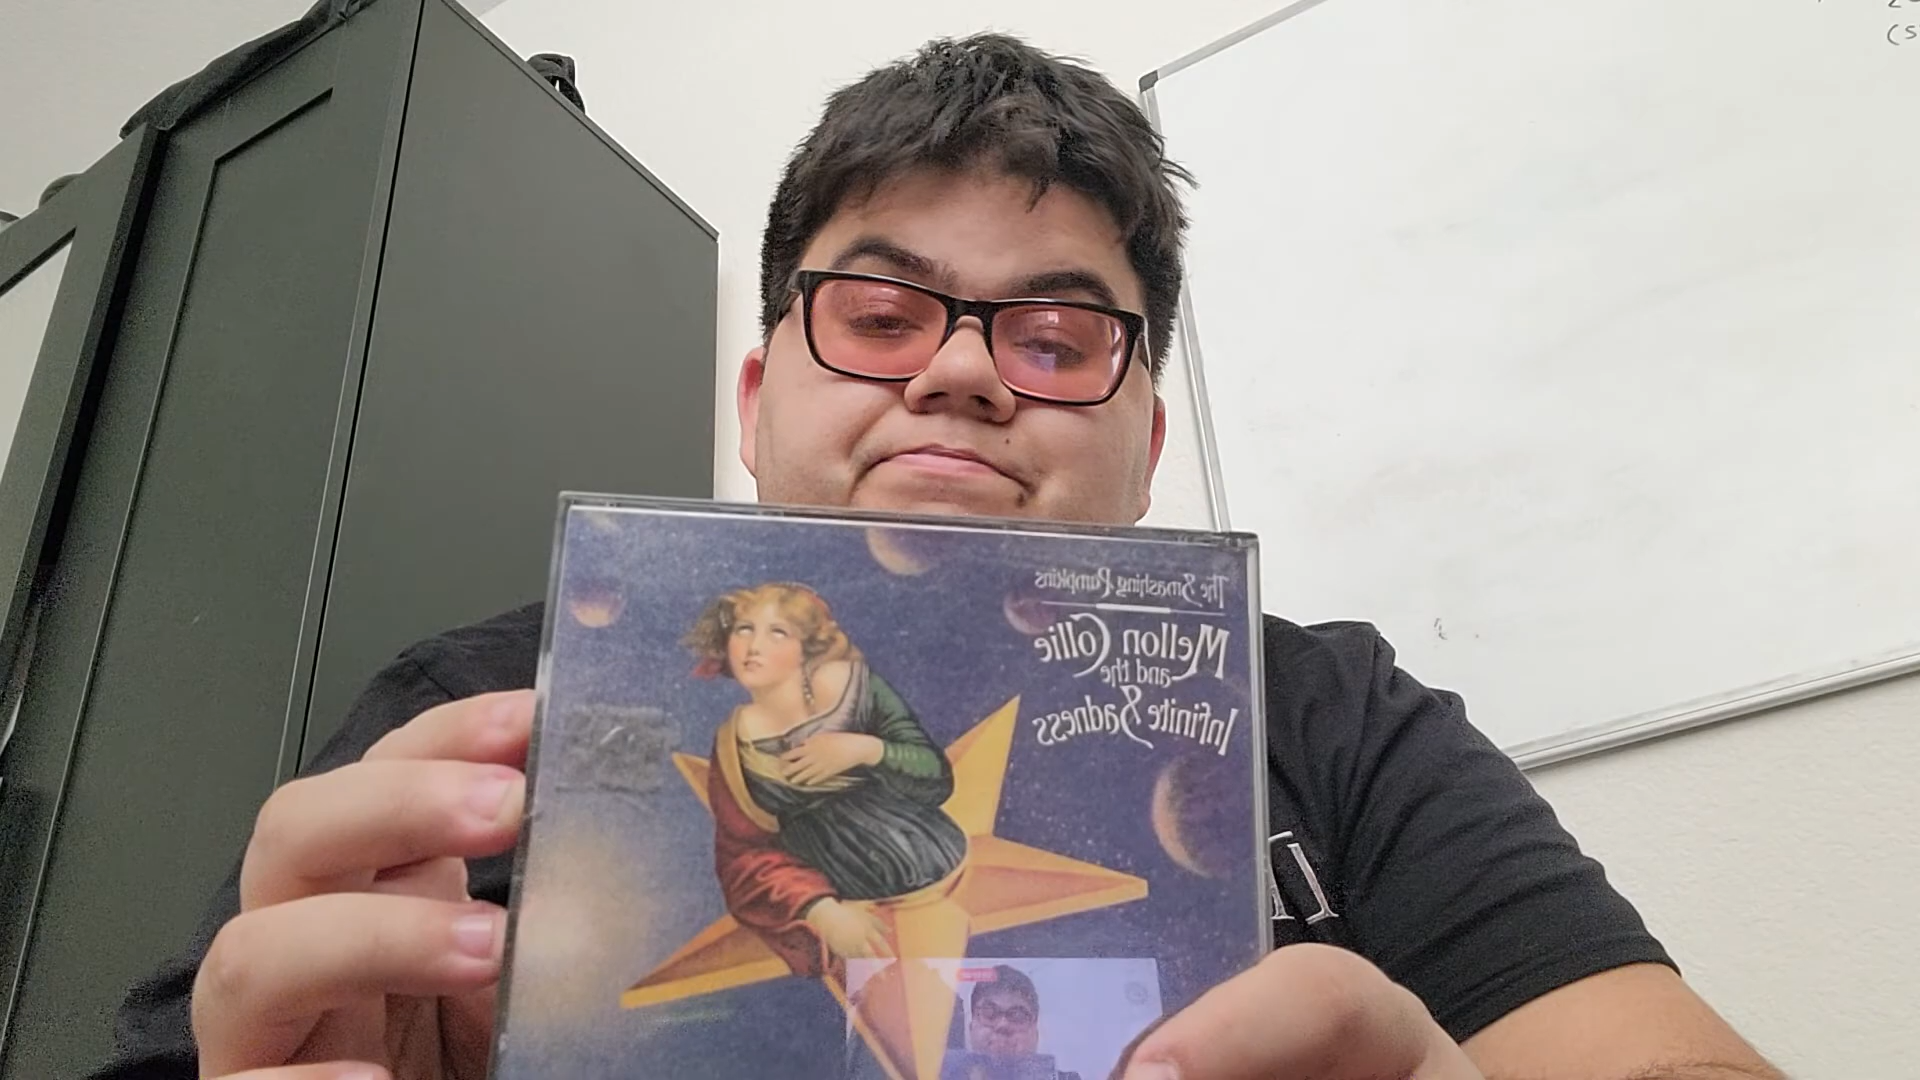 The Smashing Pumpkins
Mellon Collie
and the
Infinite Sadness